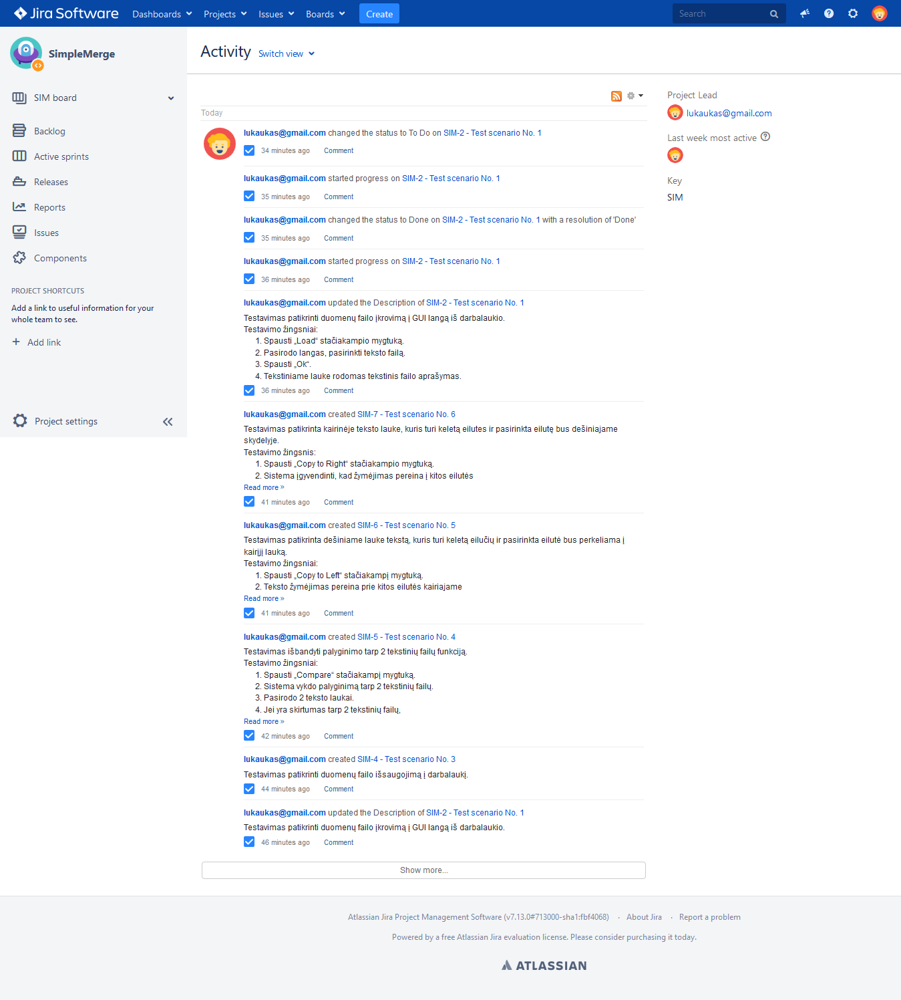 Jira Software Dashboards Projects Issues Boards Create Search
SimpleMerge
SIM board
Backlog
Active sprints
Releases
Reports
Issues
Components
PROJECT SHORTCUTS
Add a link to useful information for your
whole team to see.
Add link
Project settings
Activity Switch view
Today
lukaukas@gmail.com changed the status to To Do on SIM-2 - Test scenario No. 1
34 minutes ago Comment
lukaukas@gmail.com started progress on SIM-2 - Test scenario No. 1
35 minutes ago Comment
lukaukas@gmail.com changed the status to Done on SIM-2 - Test scenario No. 1 with a resolution of 'Done'
35 minutes ago Comment
lukaukas@gmail.com started progress on SIM-2 - Test scenario No. 1
36 minutes ago Comment
lukaukas@gmail.com updated the Description of SIM-2 - Test scenario No. 1
Testavimas patikrinti duomenų failo įkrovimą į GUI langą iš darbalaukio.
Testavimo žingsniai:
1. Spausti „Load“ stačiakampio mygtuką.
2. Pasirodo langas, pasirinkti teksto failą.
3. Spausti „Ok“.
4. Tekstiniame lauke rodomas tekstinis failo aprašymas.
36 minutes ago Comment
lukaukas@gmail.com created SIM-7 - Test scenario No. 6
Testavimas patikrinta kairinėje teksto lauke, kuris turi keletą eilutes ir pasirinkta eilutę bus dešiniajame
skydelyje.
Testavimo žingsnis:
1. Spausti „Copy to Right“ stačiakampio mygtuką.
2. Sistema įgyvendinti, kad žymėjimas pereina į kitos eilutės
Read more »
41 minutes ago Comment
lukaukas@gmail.com created SIM-6 - Test scenario No. 5
Testavimas patikrinta dešiniame lauke tekstą, kuris turi keletą eilučių ir pasirinkta eilutė bus perkeliama į
kairįjį lauką.
Testavimo žingsniai:
1. Spausti „Copy to Left“ stačiakampį mygtuką.
2. Teksto žymėjimas pereina prie kitos eilutės kairiajame
Read more »
41 minutes ago Comment
lukaukas@gmail.com created SIM-5 - Test scenario No. 4
Testavimas išbandyti palyginimo tarp 2 tekstinių failų funkciją.
Testavimo žingsniai:
1. Spausti „Compare“ stačiakampį mygtuką.
2. Sistema vykdo palyginimą tarp 2 tekstinių failų.
3. Pasirodo 2 teksto laukai.
4. Jei yra skirtumas tarp 2 tekstinių failų,
Read more »
42 minutes ago Comment
lukaukas@gmail.com created SIM-4 - Test scenario No. 3
Testavimas patikrinti duomenų failo išsaugojimą į darbalaukį.
44 minutes ago Comment
lukaukas@gmail.com updated the Description of SIM-2 - Test scenario No. 1
Testavimas patikrinti duomenų failo įkrovimą į GUI langą iš darbalaukio.
46 minutes ago Comment
Show more...
Project Lead
lukaukas@gmail.com
Last week most active
Key
SIM
Atlassian Jira Project Management Software (v7.13.0#713000-sha1:fbf4068) · About Jira · Report a problem
Powered by a free Atlassian Jira evaluation license. Please consider purchasing it today.
ATLASSIAN